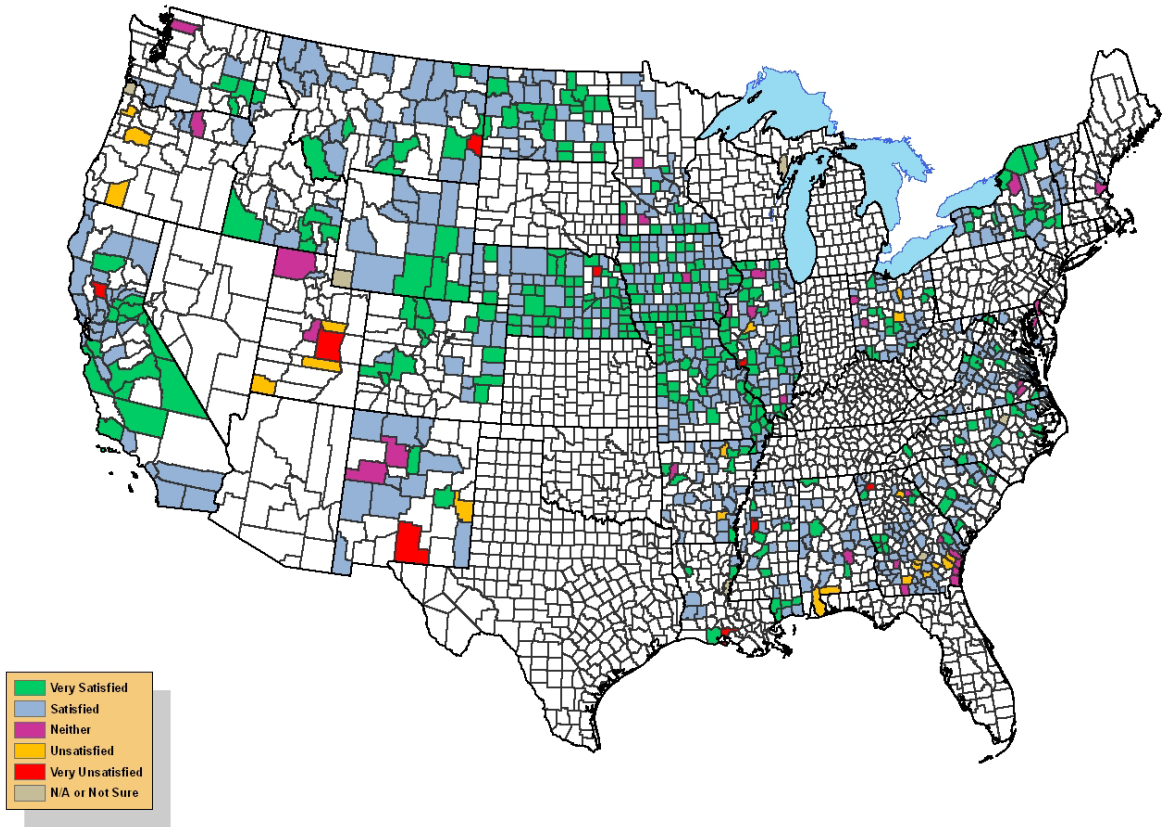 Very Satisfied
Satisfied
Neither
Unsatisfied
Very Unsatisfied
N/A or Not Sure